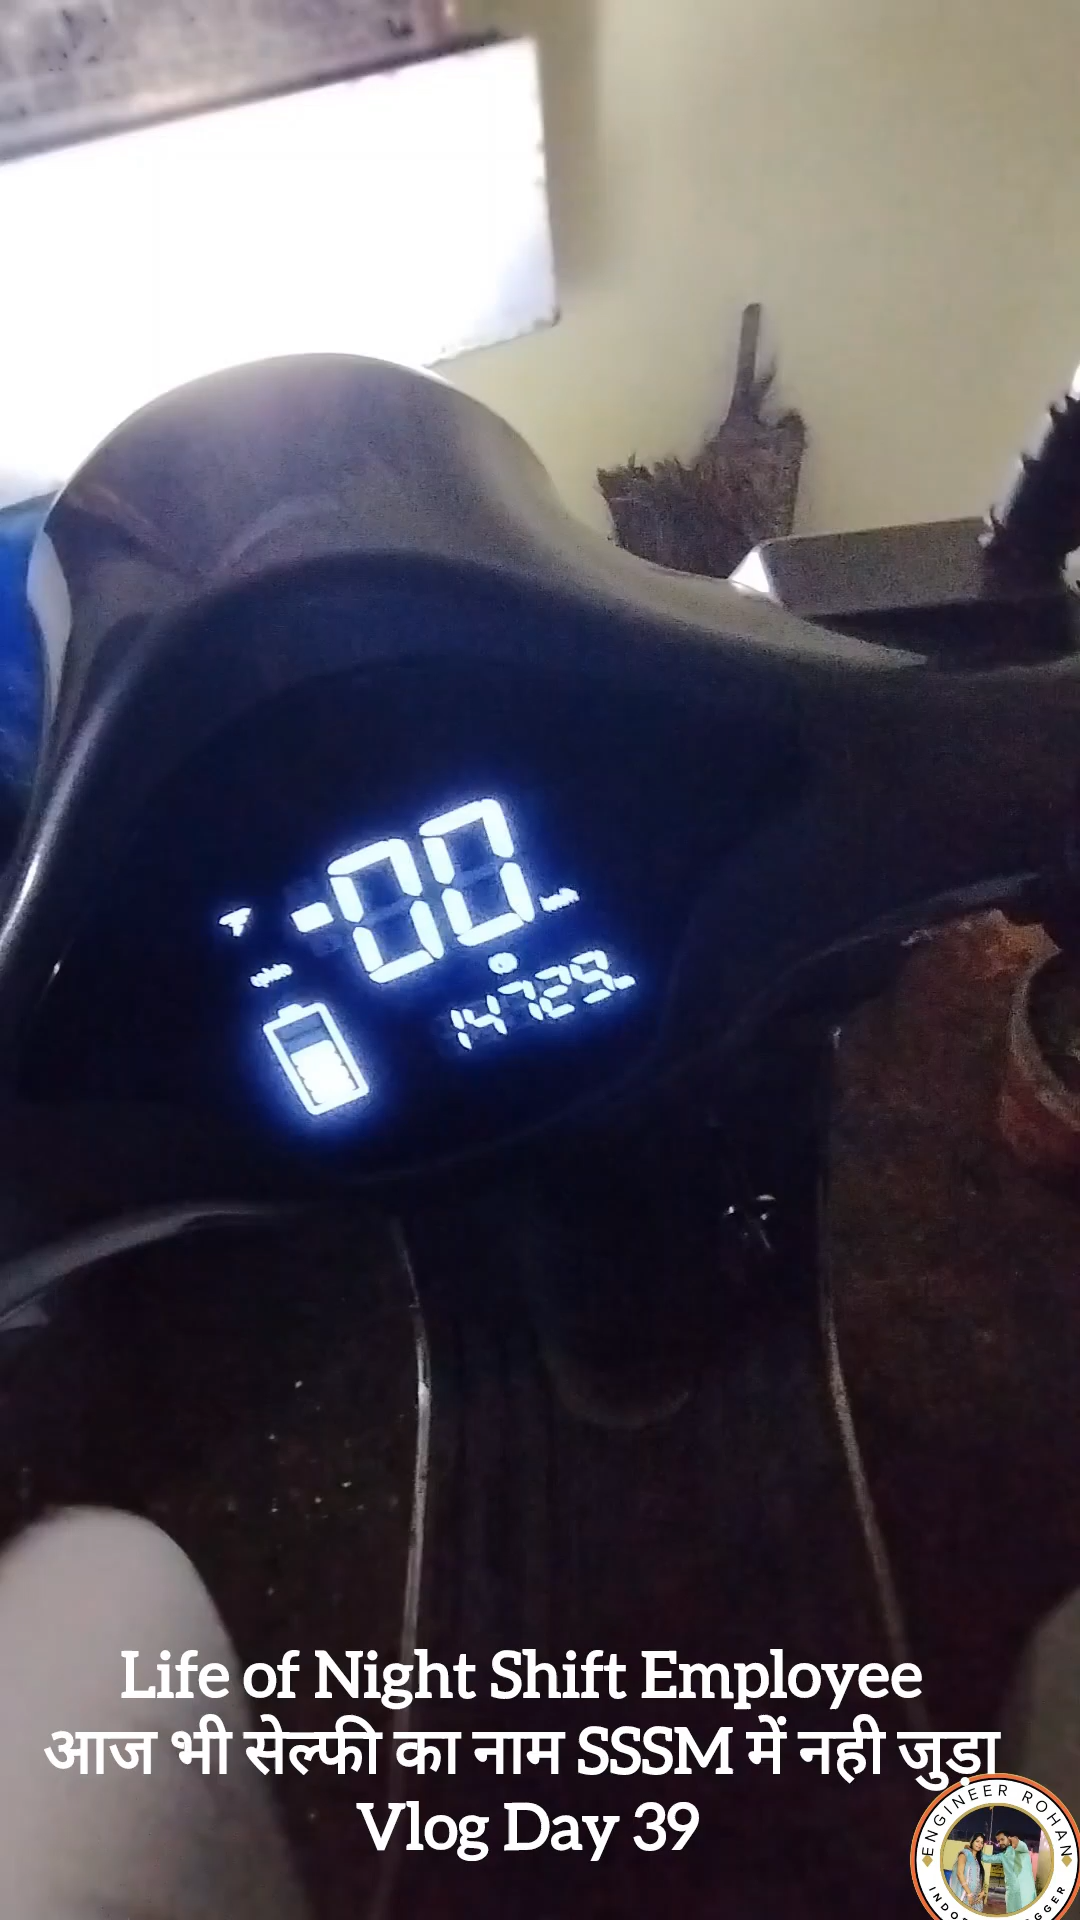 -00
14729
Life of Night Shift Employee
आज भी सेल्फी का नाम SSSM में नही जुड़ा
Vlog Day 39
ENGINEER ROHAN